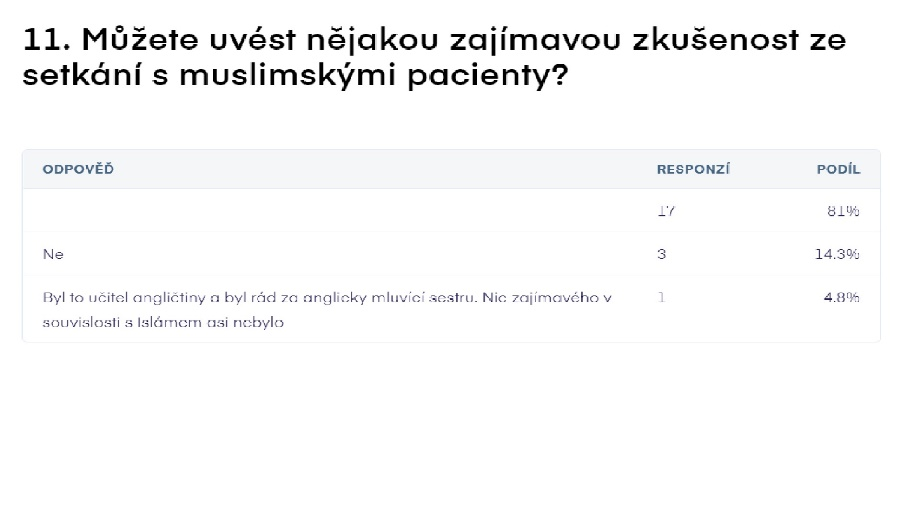 11. Můžete uvést nějakou zajímavou zkušenost ze
setkání s muslimskými pacienty?
ODPOVĚĎ RESPONZÍ PODÍL
17 81%
Ne 3 14.3%
Byl to učitel angličtiny a byl rád za anglicky mluvící sestru. Nic zajímavého v 1 4.8%
souvislosti s Islámem asi nebylo